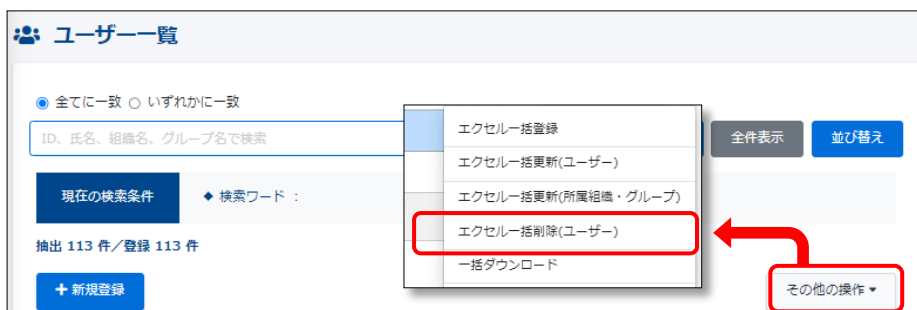 ユーザー一覧
全てに一致 いずれかに一致
ID、氏名、組織名、グループ名で検索
全件表示
並び替え
現在の検索条件
◆ 検索ワード :
抽出 113 件／登録 113 件
+ 新規登録
エクセル一括登録
エクセル一括更新(ユーザー)
エクセル一括更新(所属組織・グループ)
エクセル一括削除(ユーザー)
一括ダウンロード
その他の操作▼